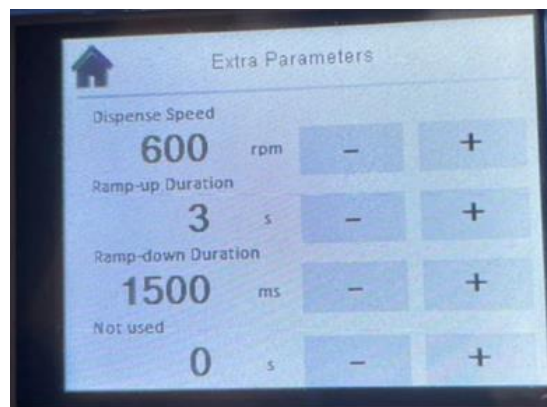 Extra Parameters
Dispense Speed
600 rpm - +
Ramp-up Duration
3 s - +
Ramp-down Duration
1500 ms - +
Not used
0 s - +